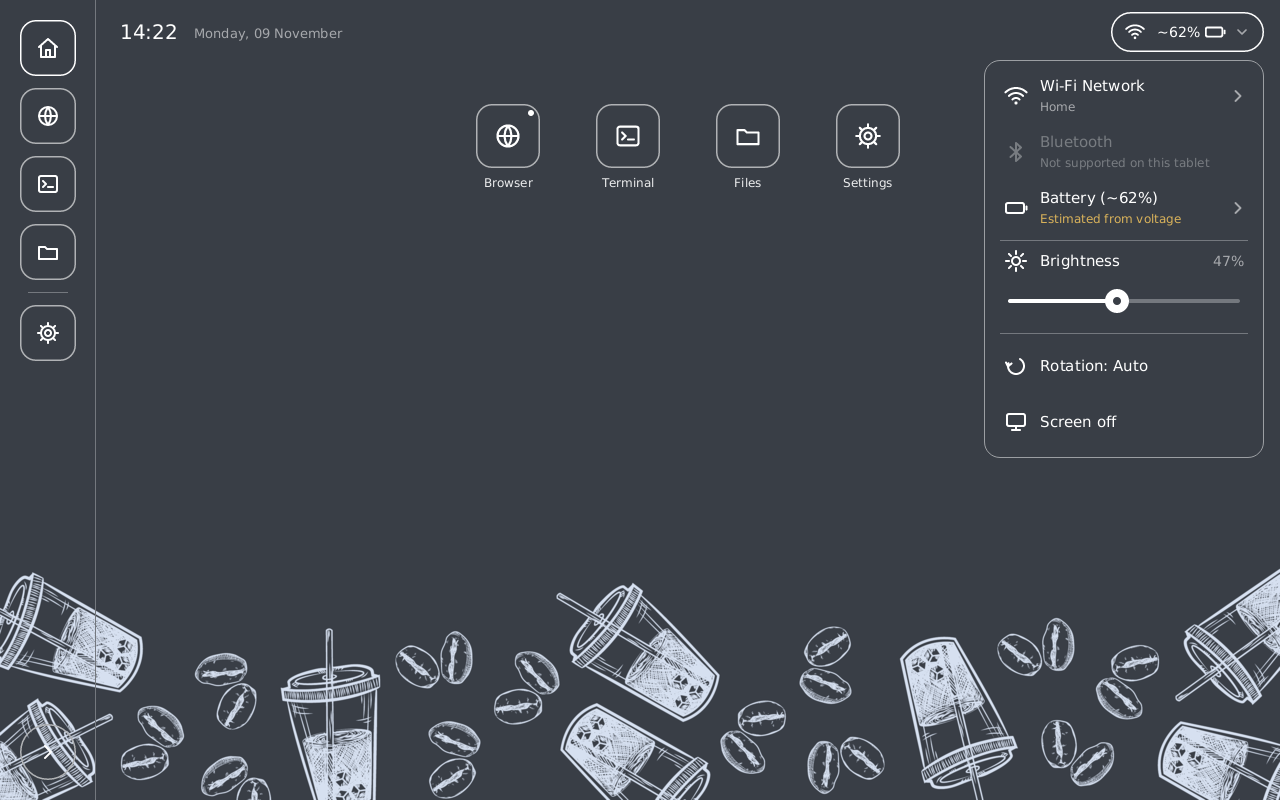 14:22 Monday, 09 November
~62%
Browser
Terminal
Files
Settings
Wi-Fi Network
Home
Bluetooth
Not supported on this tablet
Battery (~62%)
Estimated from voltage
Brightness 47%
Rotation: Auto
Screen off